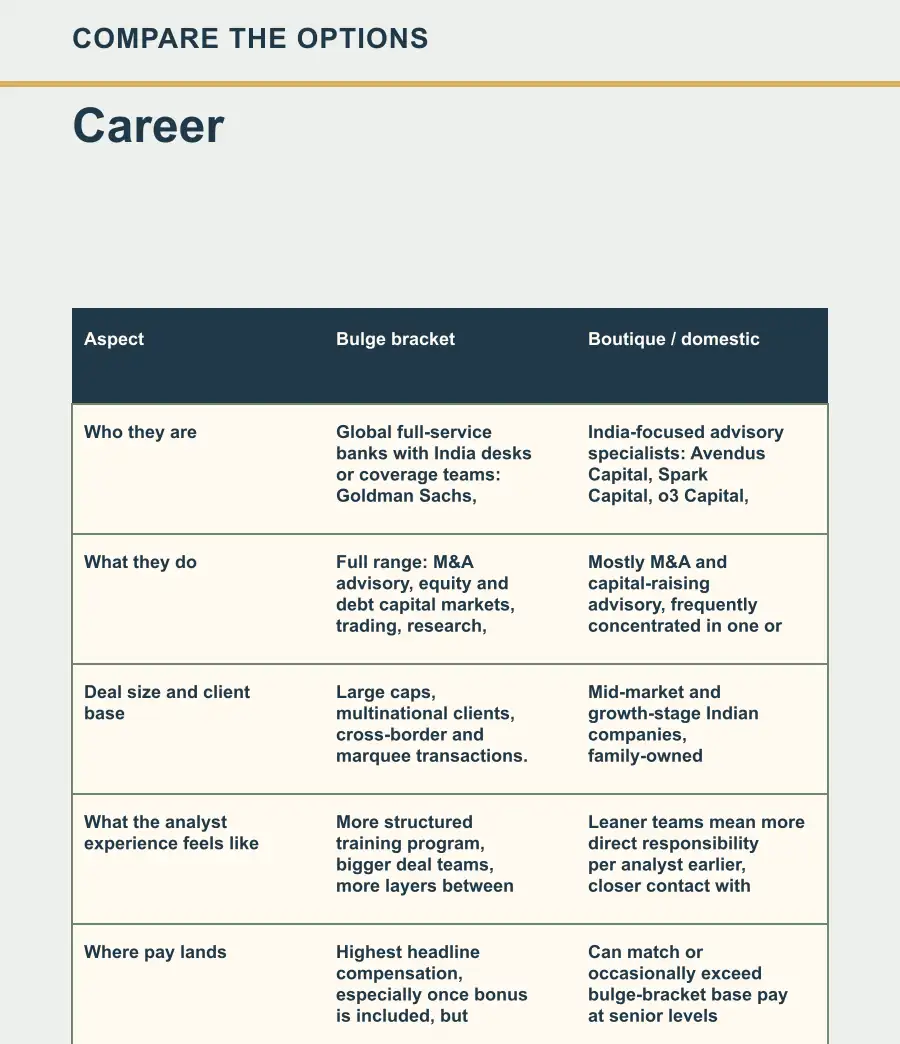 COMPARE THE OPTIONS
Career
Aspect
Bulge bracket
Boutique / domestic
Who they are
Global full-service
banks with India desks
or coverage teams:
Goldman Sachs,
India-focused advisory
specialists: Avendus
Capital, Spark
Capital, o3 Capital,
What they do
Full range: M&A
advisory, equity and
debt capital markets,
trading, research,
Mostly M&A and
capital-raising
advisory, frequently
concentrated in one or
Deal size and client
base
Large caps,
multinational clients,
cross-border and
marquee transactions.
Mid-market and
growth-stage Indian
companies,
family-owned
What the analyst
experience feels like
More structured
training program,
bigger deal teams,
more layers between
Leaner teams mean more
direct responsibility
per analyst earlier,
closer contact with
Where pay lands
Highest headline
compensation,
especially once bonus
is included, but
Can match or
occasionally exceed
bulge-bracket base pay
at senior levels